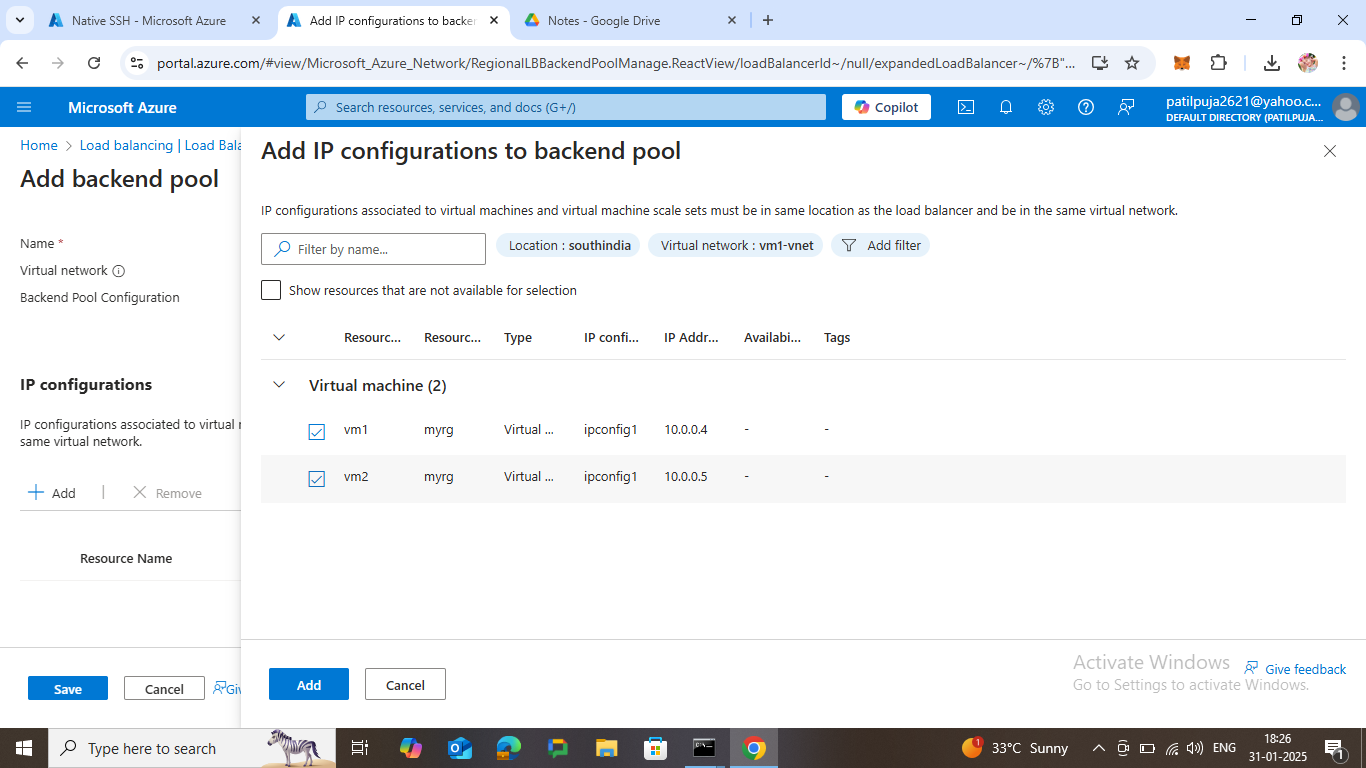 Native SSH - Microsoft Azure
Add IP configurations to backen
Notes - Google Drive
portal.azure.com/#view/Microsoft_Azure_Network/RegionalLBBackendPoolManage.ReactView/loadBalancerId~/null/expandedLoadBalancer~/%7B"...
Microsoft Azure
Search resources, services, and docs (G+/)
Copilot
patilpuja2621@yahoo.c...
DEFAULT DIRECTORY (PATILPUJA....
Home > Load balancing | Load Bala
Add backend pool
Name *
Virtual network
Backend Pool Configuration
IP configurations
IP configurations associated to virtual
same virtual network.
Add
Remove
Resource Name
Save
Cancel
Giv
Add IP configurations to backend pool
IP configurations associated to virtual machines and virtual machine scale sets must be in same location as the load balancer and be in the same virtual network.
Filter by name...
Location : southindia
Virtual network : vm1-vnet
Add filter
Show resources that are not available for selection
Resourc... Resourc... Type IP confi... IP Addr... Availabi... Tags
Virtual machine (2)
vm1 myrg Virtual ... ipconfig1 10.0.0.4 - -
vm2 myrg Virtual ... ipconfig1 10.0.0.5 - -
Add
Cancel
Activate Windows
Go to Settings to activate Windows.
Give feedback
Type here to search
1
33°C Sunny
ENG
18:26
31-01-2025
1